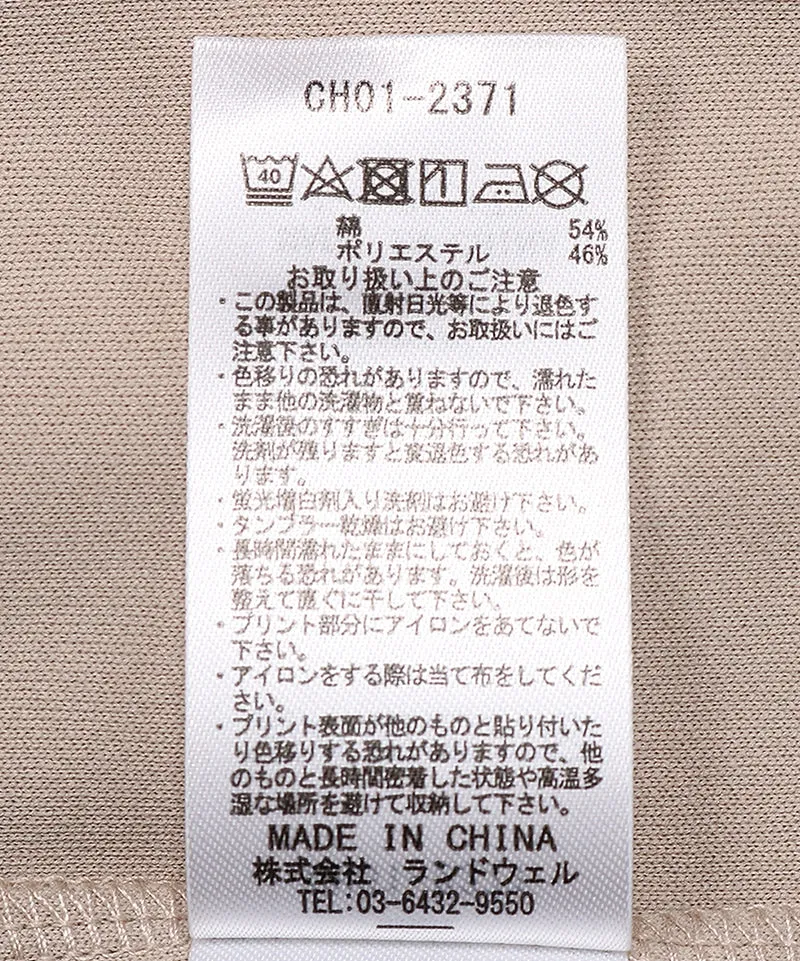 CH01-2371
40
綿 54%
ポリエステル 46%
お取り扱い上のご注意
・この製品は、直射日光等により退色す
る事がありますので、お取扱いにはご
注意下さい。
・色移りの恐れがありますので、濡れた
まま他の洗濯物と重ねないで下さい。
・洗濯後のすすぎは十分行って下さい。
洗剤が残りますと変退色する恐れがあ
ります。
・蛍光増白剤入り洗剤はお避け下さい。
・タンブラー乾燥はお避け下さい。
・長時間濡れたままにしておくと、色が
落ちる恐れがあります。洗濯後は形を
整えて直ぐに干して下さい。
・プリント部分にアイロンをあてないで
下さい。
・アイロンをする際は当て布をしてくだ
さい。
・プリント表面が他のものと貼り付いた
り色移りする恐れがありますので、他
のものと長時間密着した状態や高温多
湿な場所を避けて収納して下さい。
MADE IN CHINA
株式会社 ランドウェル
TEL:03-6432-9550